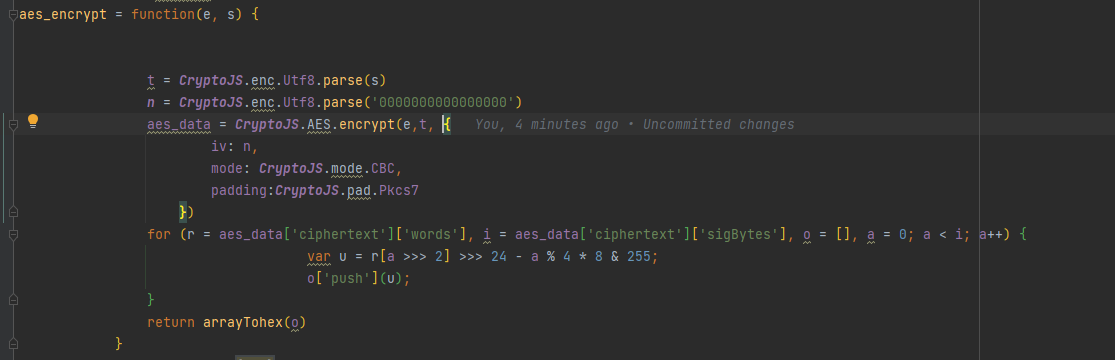 aes_encrypt = function(e, s) {
t = CryptoJS.enc.Utf8.parse(s)
n = CryptoJS.enc.Utf8.parse('0000000000000000')
aes_data = CryptoJS.AES.encrypt(e,t, { You, 4 minutes ago • Uncommitted changes
iv: n,
mode: CryptoJS.mode.CBC,
padding:CryptoJS.pad.Pkcs7
})
for (r = aes_data['ciphertext']['words'], i = aes_data['ciphertext']['sigBytes'], o = [], a = 0; a < i; a++) {
var u = r[a >>> 2] >>> 24 - a % 4 * 8 & 255;
o['push'](u);
}
return arrayTohex(o)
}